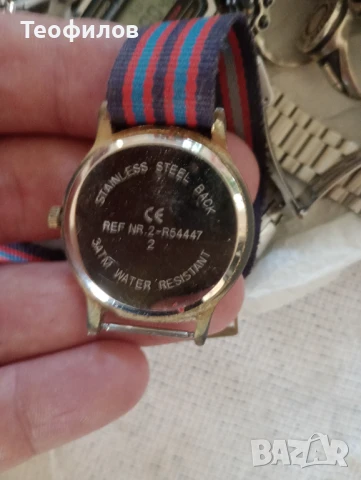 Теофилов
STAINLESS STEEL BACK
CE
REF NR.2-R54447
2
3ATM WATER RESISTANT
BAZAR